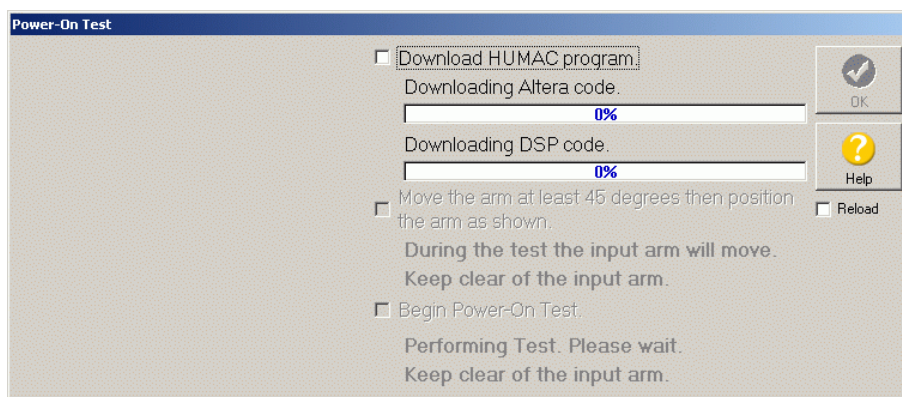 Power-On Test
Download HUMAC program.
Downloading Altera code.
0%
Downloading DSP code.
0%
Move the arm at least 45 degrees then position
the arm as shown.
During the test the input arm will move.
Keep clear of the input arm.
Begin Power-On Test.
Performing Test. Please wait.
Keep clear of the input arm.
OK
Help
Reload